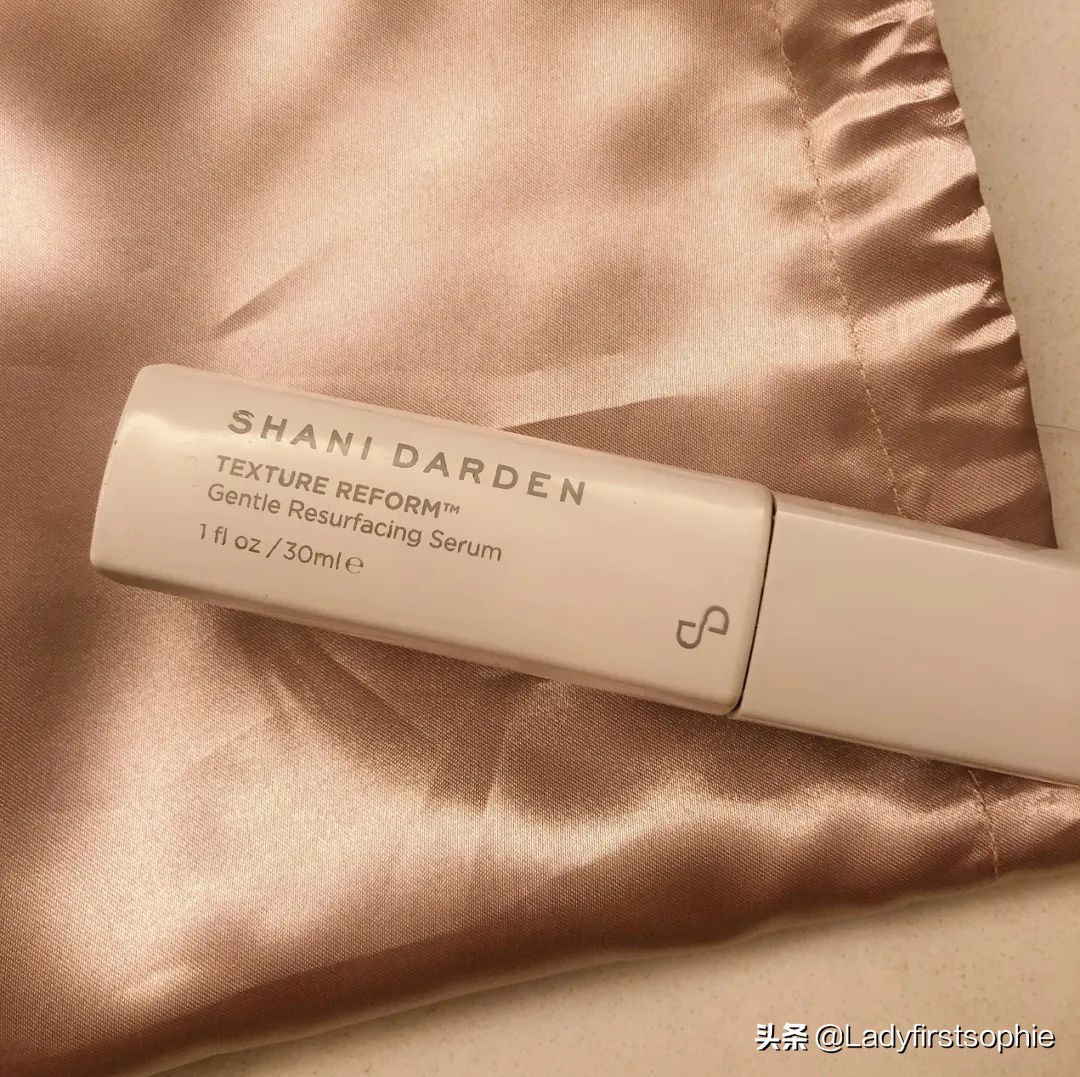 SHANI DARDEN
TEXTURE REFORM™
Gentle Resurfacing Serum
1 fl oz / 30ml ℮
头条 @Ladyfirstsophie